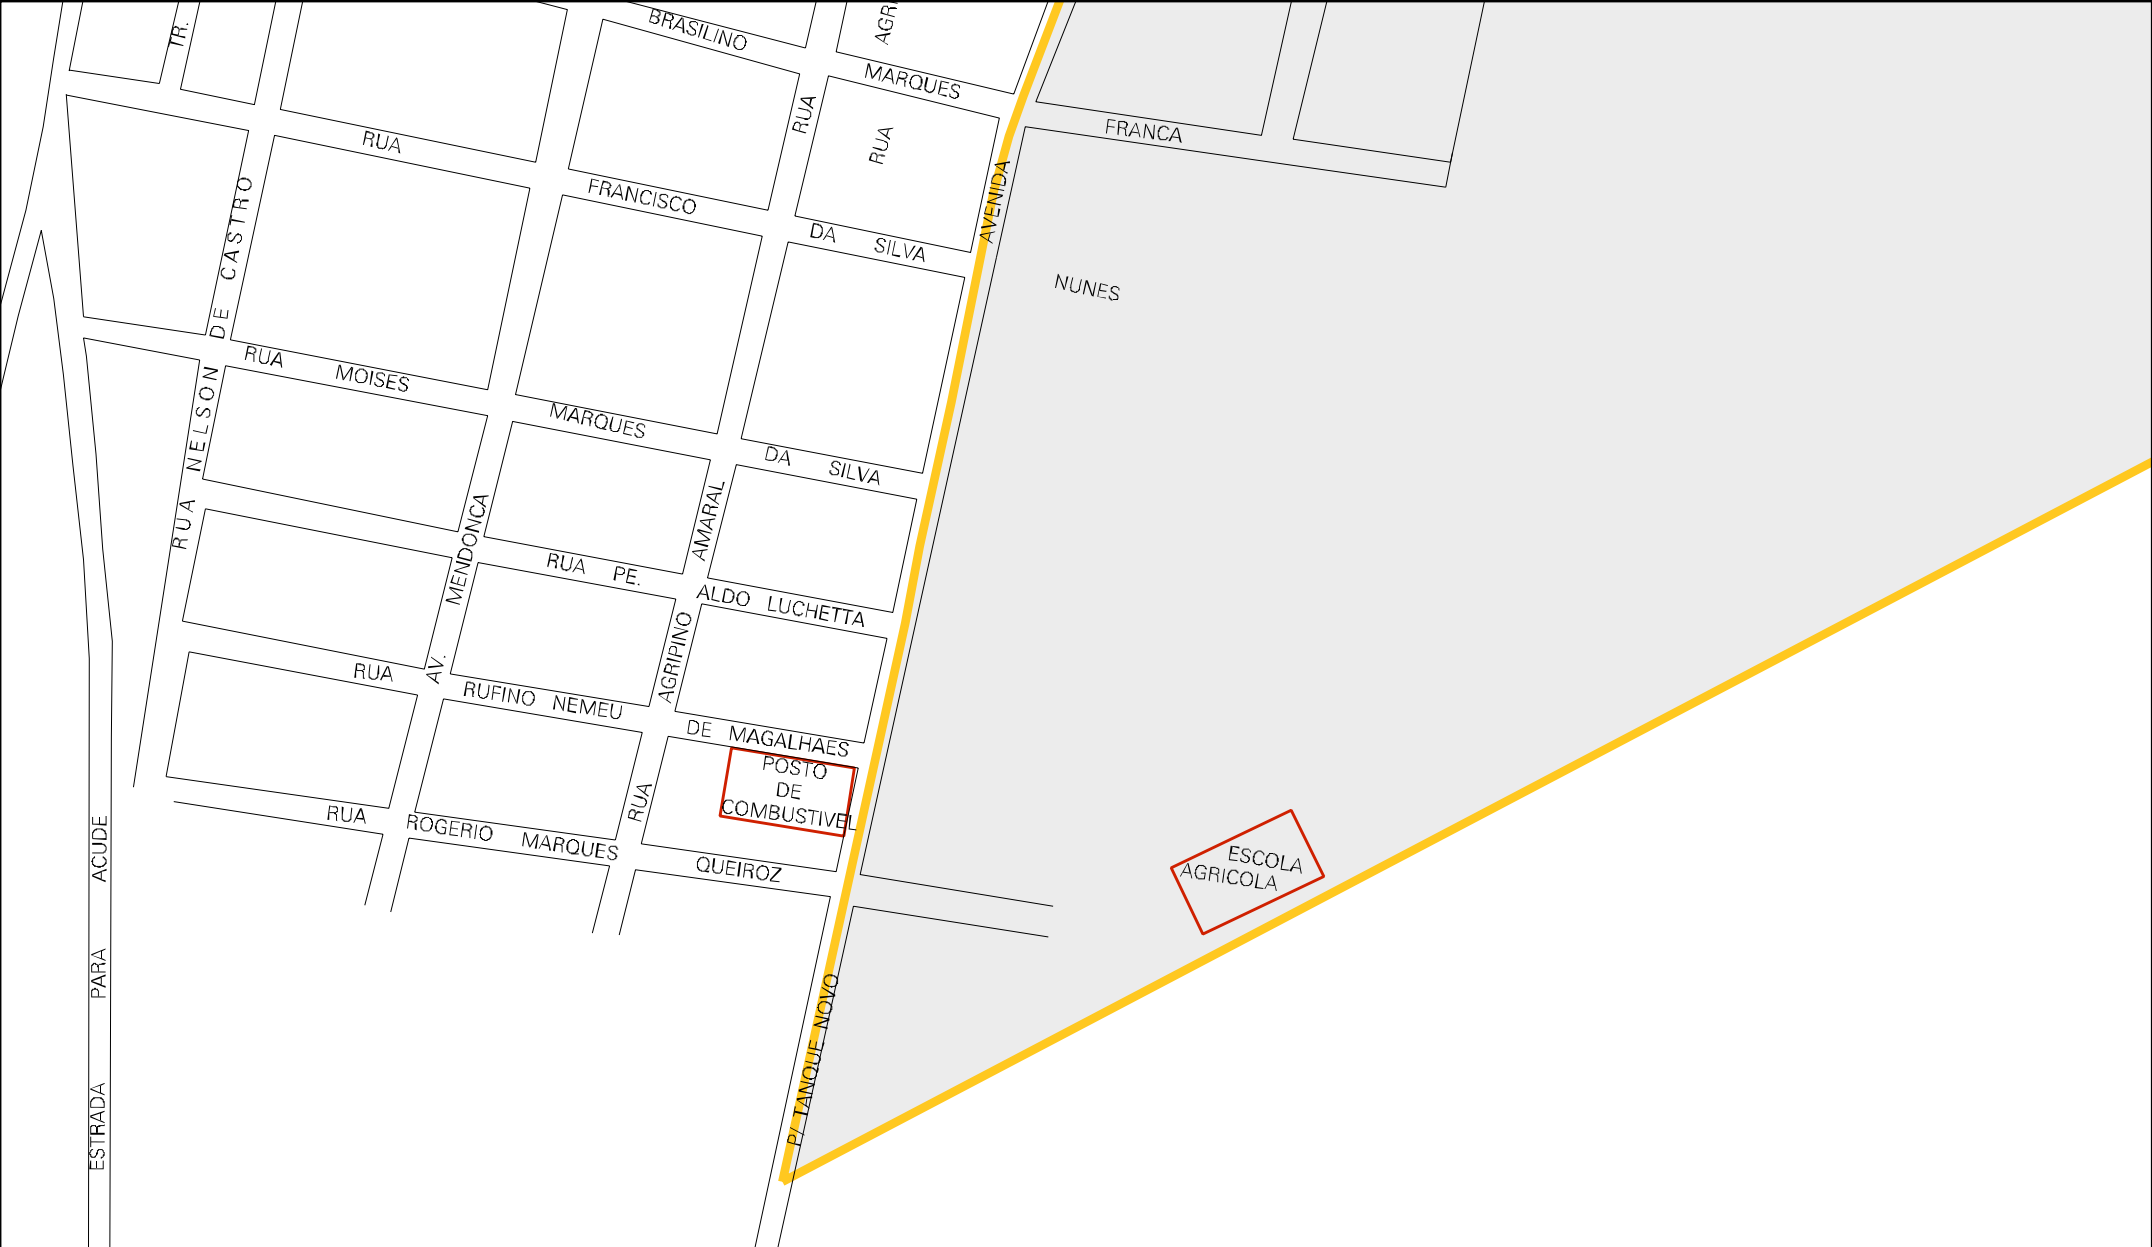 BRASILINO
AGRI
TR.
MARQUES
RUA
RUA
RUA
FRANCA
FRANCISCO
DA SILVA
AVENIDA
NUNES
RUA NELSON DE CASTRO
RUA MOISES
MARQUES
DA SILVA
AV. MENDONCA
RUA AGRIPINO AMARAL
RUA PE.
ALDO LUCHETTA
RUA
RUFINO NEMEU
DE MAGALHAES
POSTO
DE
COMBUSTIVEL
RUA
ROGERIO MARQUES
QUEIROZ
ESCOLA
AGRICOLA
ESTRADA PARA ACUDE
P/ TANQUE NOVO